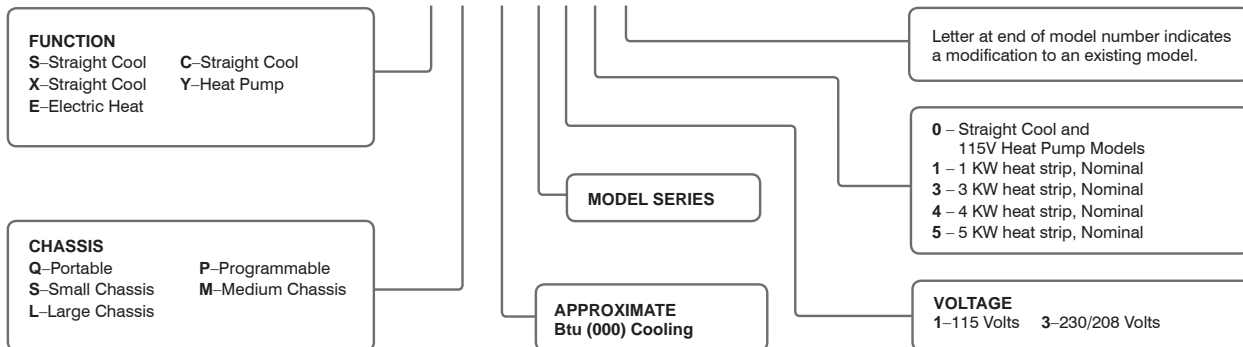 FUNCTION
S–Straight Cool C–Straight Cool
X–Straight Cool Y–Heat Pump
E–Electric Heat
CHASSIS
Q–Portable P–Programmable
S–Small Chassis M–Medium Chassis
L–Large Chassis
MODEL SERIES
APPROXIMATE
Btu (000) Cooling
Letter at end of model number indicates
a modification to an existing model.
0 – Straight Cool and
115V Heat Pump Models
1 – 1 KW heat strip, Nominal
3 – 3 KW heat strip, Nominal
4 – 4 KW heat strip, Nominal
5 – 5 KW heat strip, Nominal
VOLTAGE
1–115 Volts 3–230/208 Volts